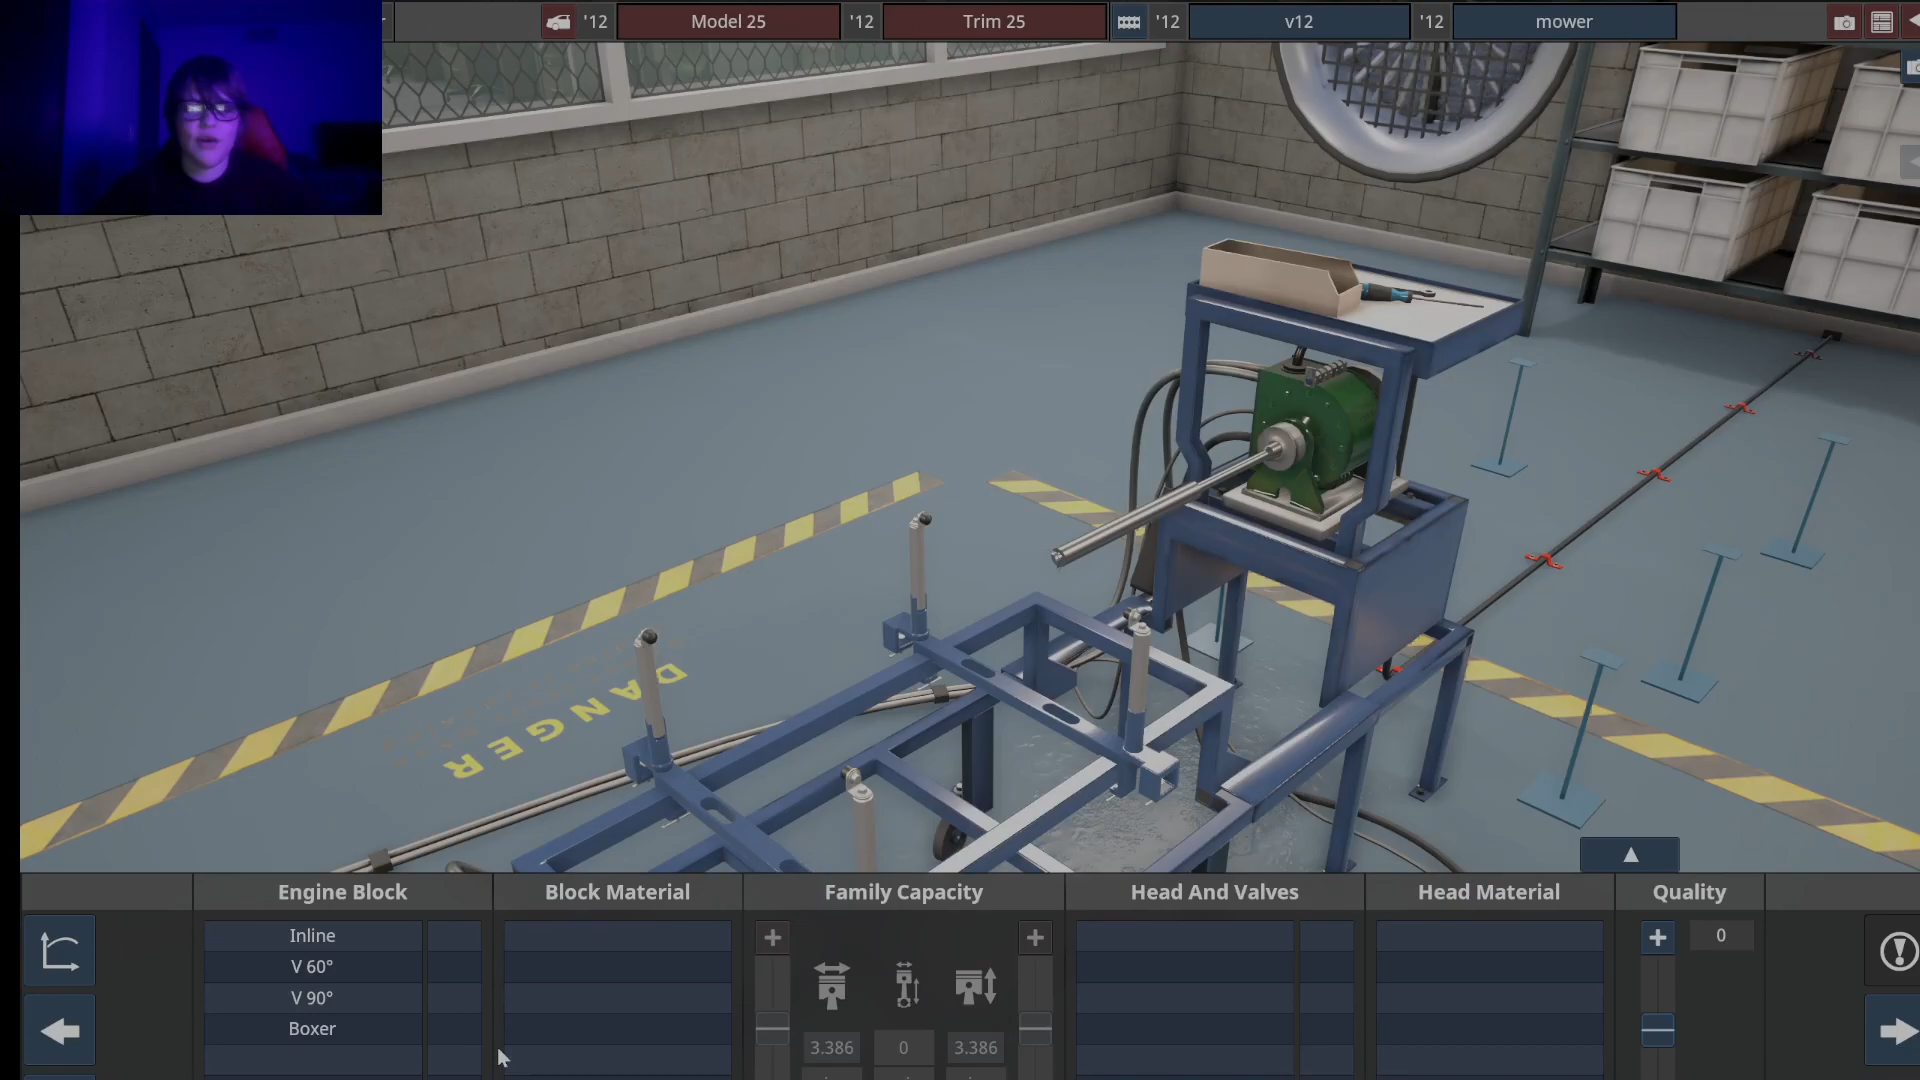 '12 Model 25 '12 Trim 25 '12 v12 '12 mower
DANGER
Engine Block Block Material Family Capacity Head And Valves Head Material Quality
Inline
V 60°
V 90°
Boxer
0
3.386 0 3.386